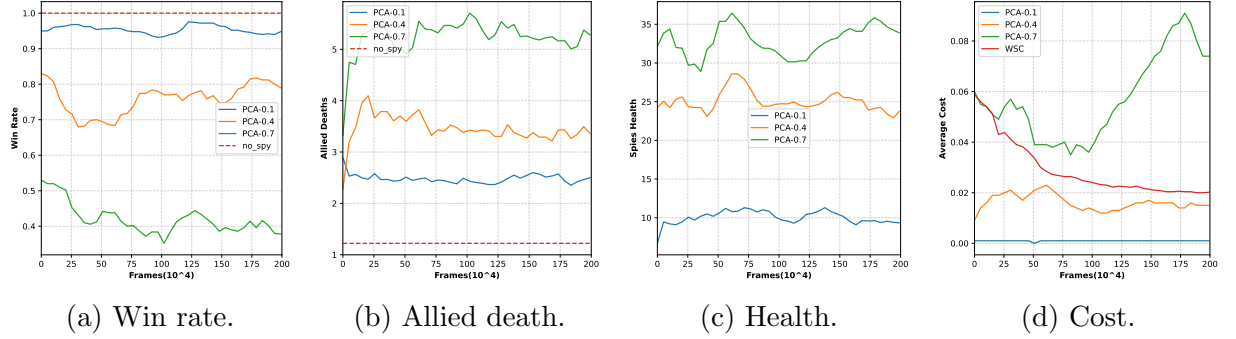 1.0
0.9
0.8
0.7
0.6
0.5
0.4
Win Rate
PCA-0.1
PCA-0.4
PCA-0.7
no_spy
0 25 50 75 100 125 150 175 200
Frames(10^4)
(a) Win rate.
5
4
3
2
1
Allied Deaths
PCA-0.1
PCA-0.4
PCA-0.7
no_spy
0 25 50 75 100 125 150 175 200
Frames(10^4)
(b) Allied death.
35
30
25
20
15
10
Spies Health
PCA-0.1
PCA-0.4
PCA-0.7
0 25 50 75 100 125 150 175 200
Frames(10^4)
(c) Health.
0.08
0.06
0.04
0.02
0.00
Average Cost
PCA-0.1
PCA-0.4
PCA-0.7
WSC
0 25 50 75 100 125 150 175 200
Frames(10^4)
(d) Cost.